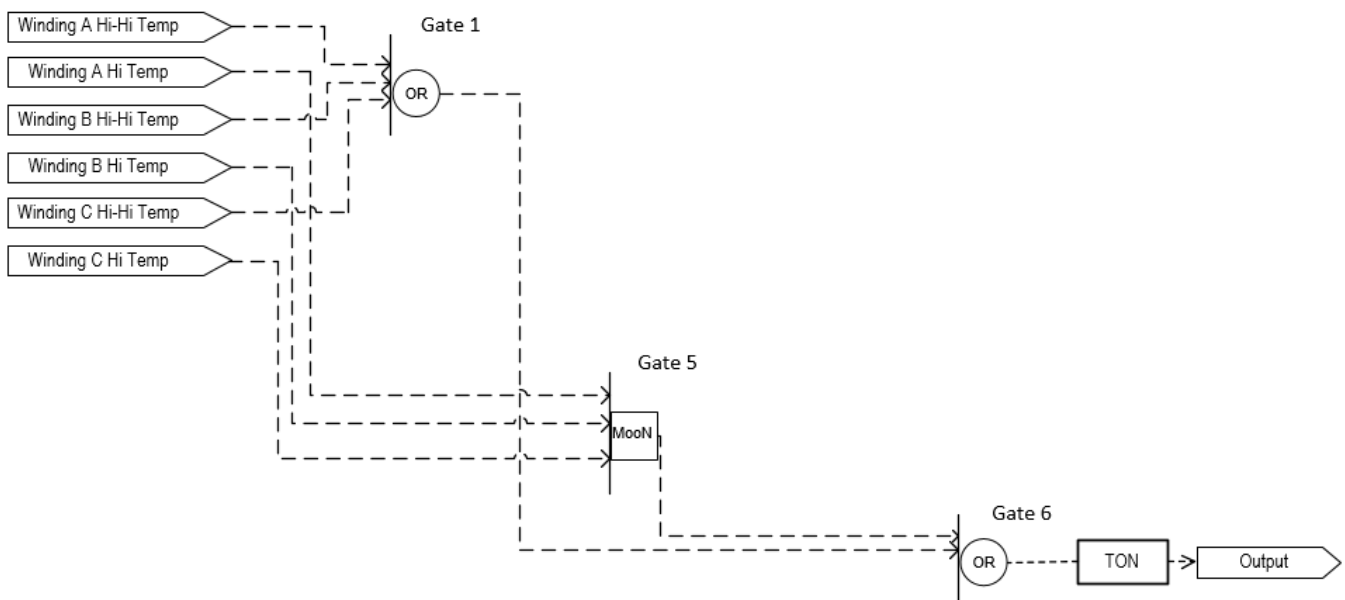 Winding A Hi-Hi Temp
Gate 1
Winding A Hi Temp
OR
Winding B Hi-Hi Temp
Winding B Hi Temp
Winding C Hi-Hi Temp
Winding C Hi Temp
Gate 5
MooN
Gate 6
OR
TON
Output